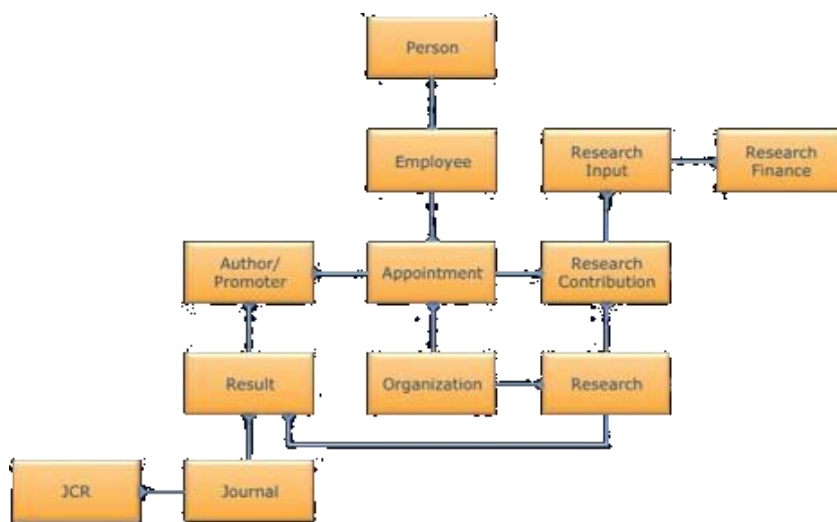 Person
Employee
Research
Input
Research
Finance
Author/
Promoter
Appointment
Research
Contribution
Result
Organization
Research
JCR
Journal